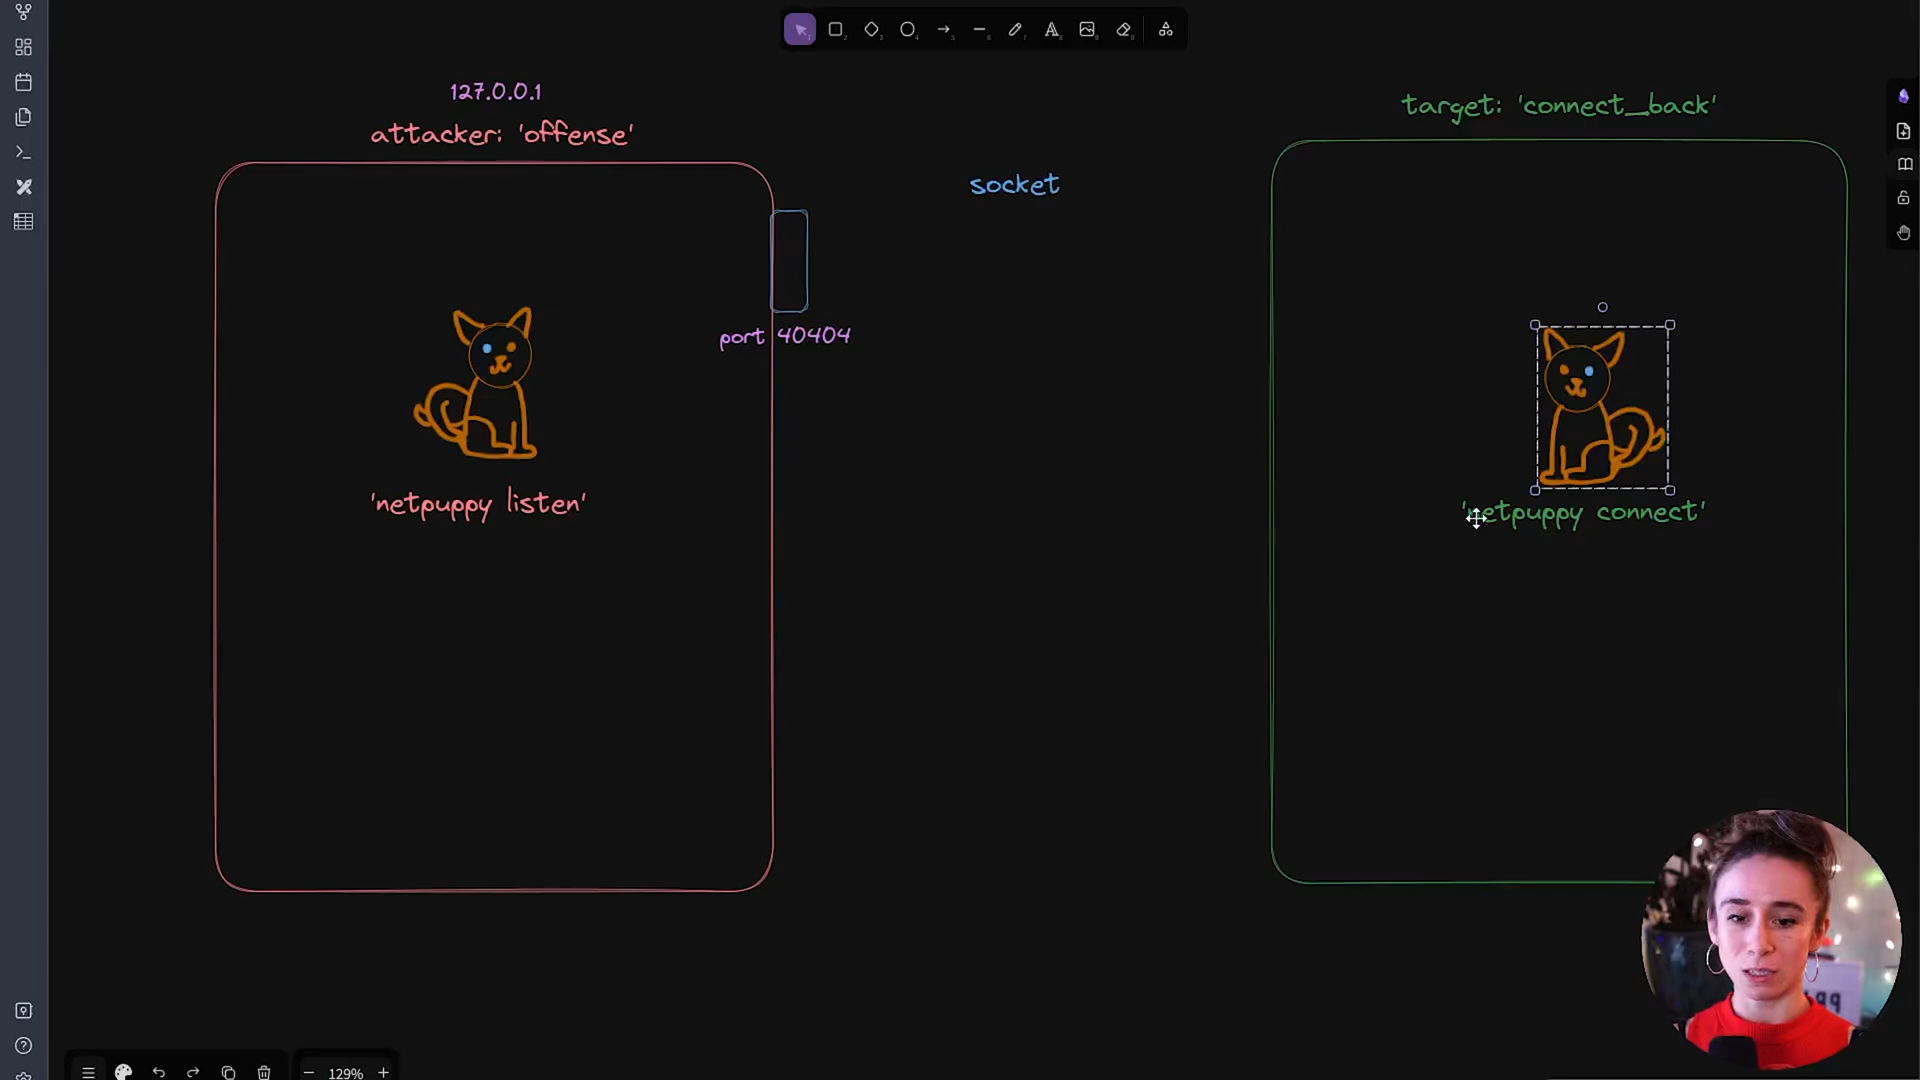 127.0.0.1
attacker: 'offense'
target: 'connect_back'
socket
port 40404
'netpuppy listen'
'netpuppy connect'
129%